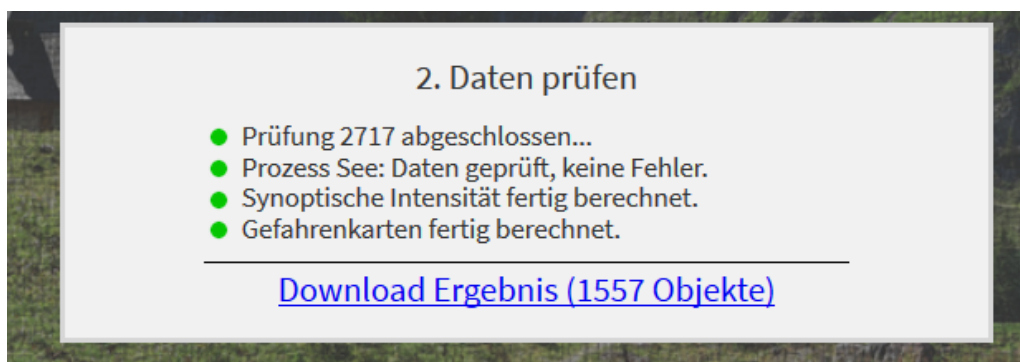 2. Daten prüfen
Prüfung 2717 abgeschlossen...
Prozess See: Daten geprüft, keine Fehler.
Synoptische Intensität fertig berechnet.
Gefahrenkarten fertig berechnet.
Download Ergebnis (1557 Objekte)